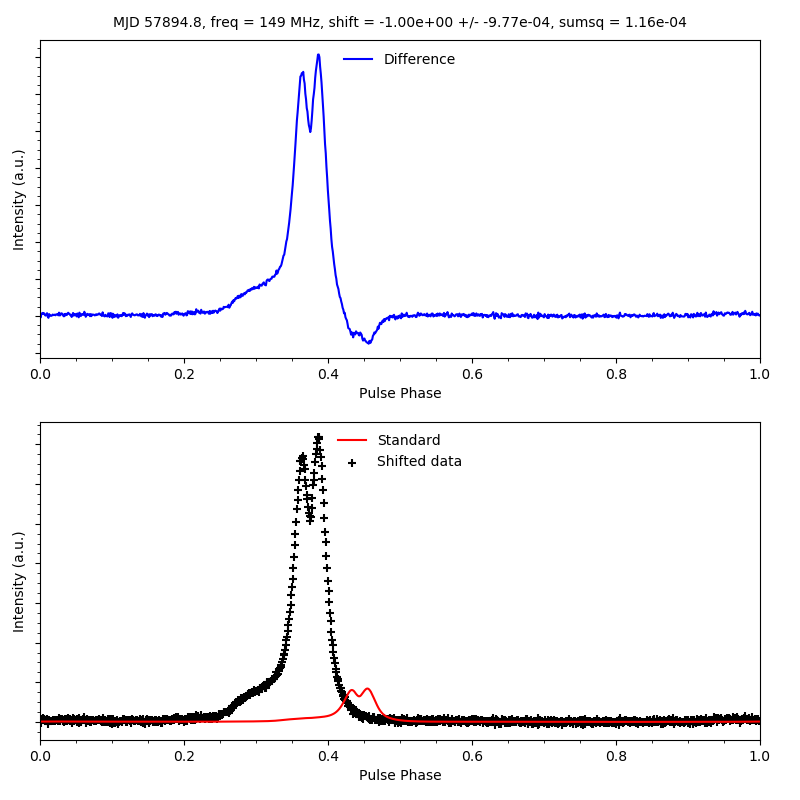 MJD 57894.8, freq = 149 MHz, shift = -1.00e+00 +/- -9.77e-04, sumsq = 1.16e-04
Difference
Intensity (a.u.)
0.0 0.2 0.4 0.6 0.8 1.0
Pulse Phase
Standard
Shifted data
Intensity (a.u.)
0.0 0.2 0.4 0.6 0.8 1.0
Pulse Phase